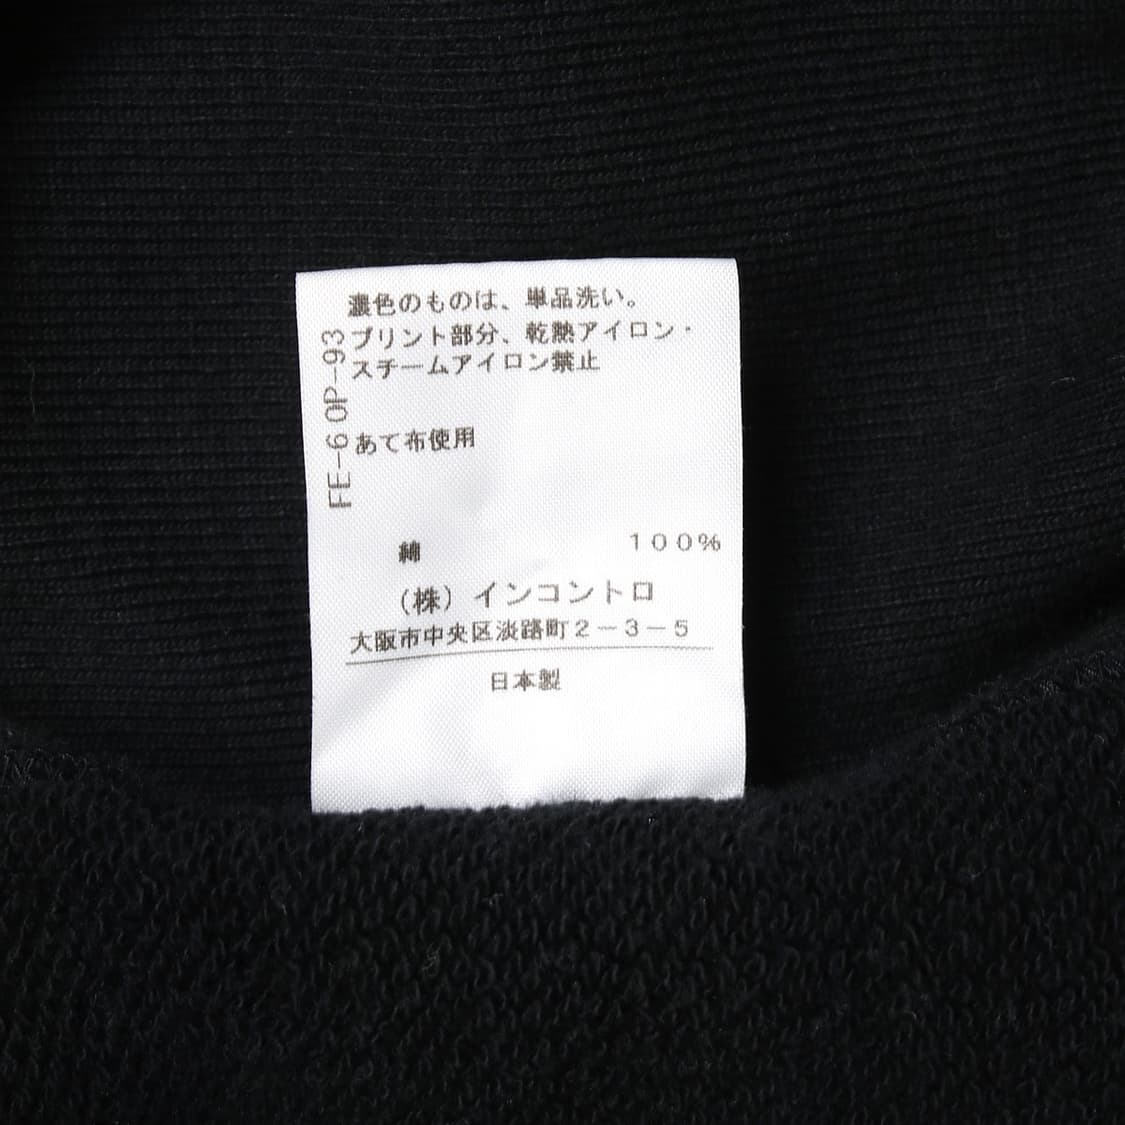 濃色のものは、単品洗い。
プリント部分、乾熱アイロン・
スチームアイロン禁止
あて布使用
FE-6 OP-93
綿 100%
(株)インコントロ
大阪市中央区淡路町2-3-5
日本製